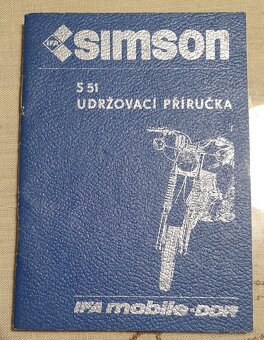 IFA simson
S 51
UDRŽOVACÍ PŘÍRUČKA
IFA mobile-DDR